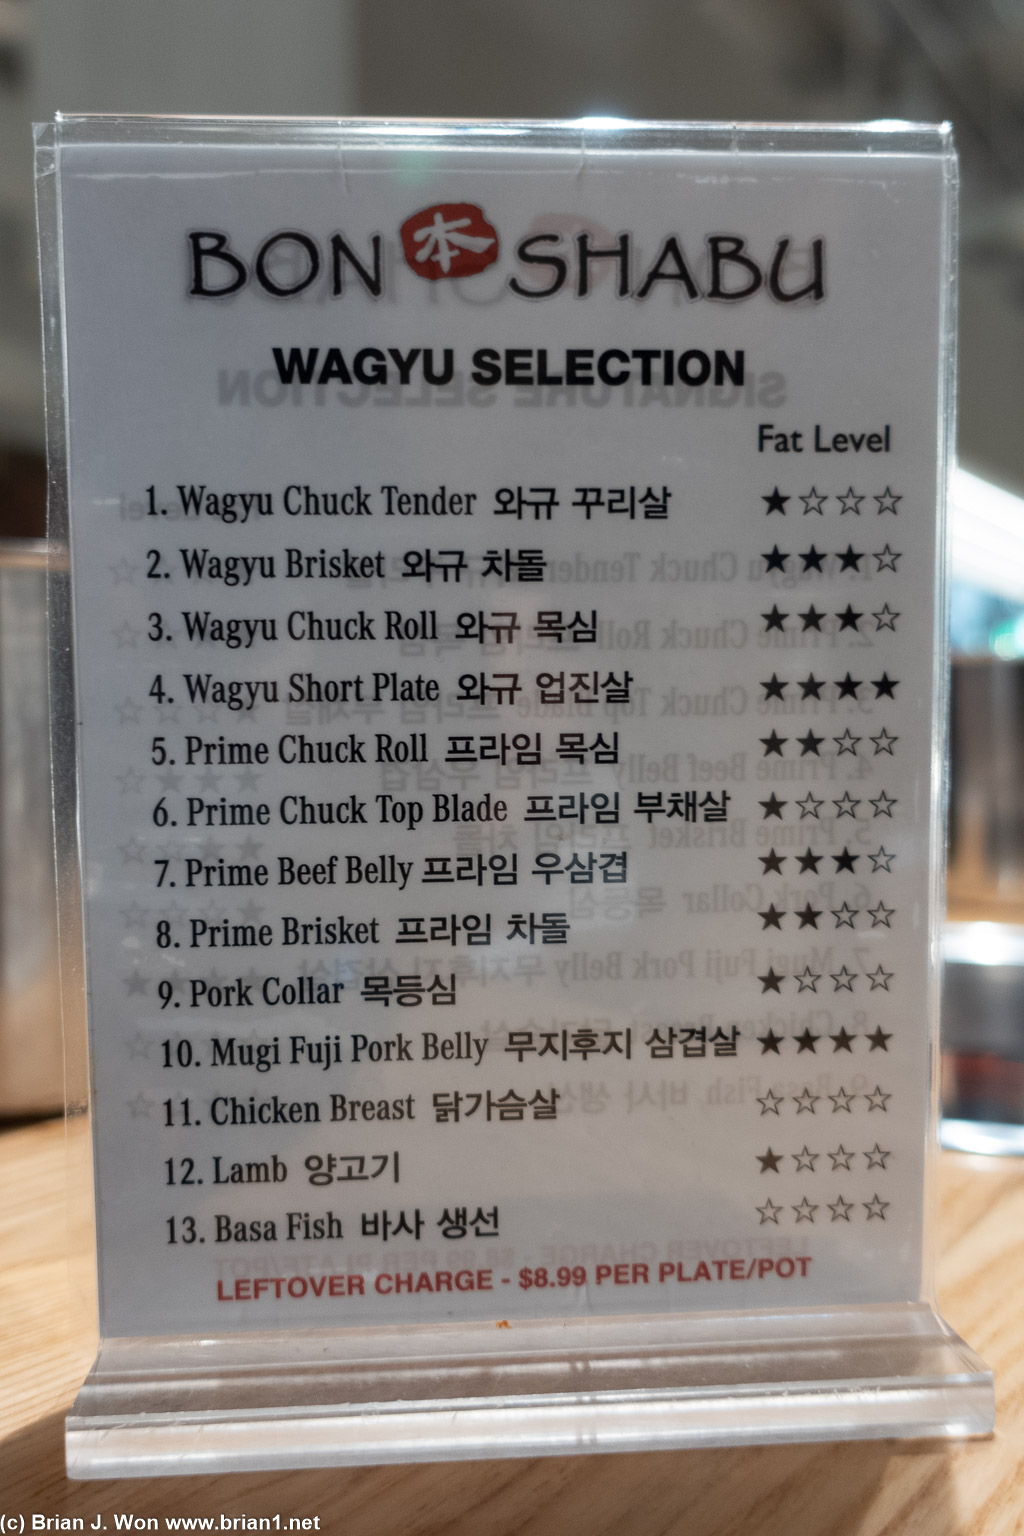 BON 本 SHABU
WAGYU SELECTION
Fat Level
1. Wagyu Chuck Tender 와규 꾸리살 ★☆☆☆
2. Wagyu Brisket 와규 차돌 ★★★☆
3. Wagyu Chuck Roll 와규 목심 ★★★☆
4. Wagyu Short Plate 와규 업진살 ★★★★
5. Prime Chuck Roll 프라임 목심 ★★☆☆
6. Prime Chuck Top Blade 프라임 부채살 ★☆☆☆
7. Prime Beef Belly 프라임 우삼겹 ★★★☆
8. Prime Brisket 프라임 차돌 ★★☆☆
9. Pork Collar 목등심 ★☆☆☆
10. Mugi Fuji Pork Belly 무지후지 삼겹살 ★★★★
11. Chicken Breast 닭가슴살 ☆☆☆☆
12. Lamb 양고기 ★☆☆☆
13. Basa Fish 바사 생선 ☆☆☆☆
LEFTOVER CHARGE - $8.99 PER PLATE/POT
(c) Brian J. Won www.brian1.net